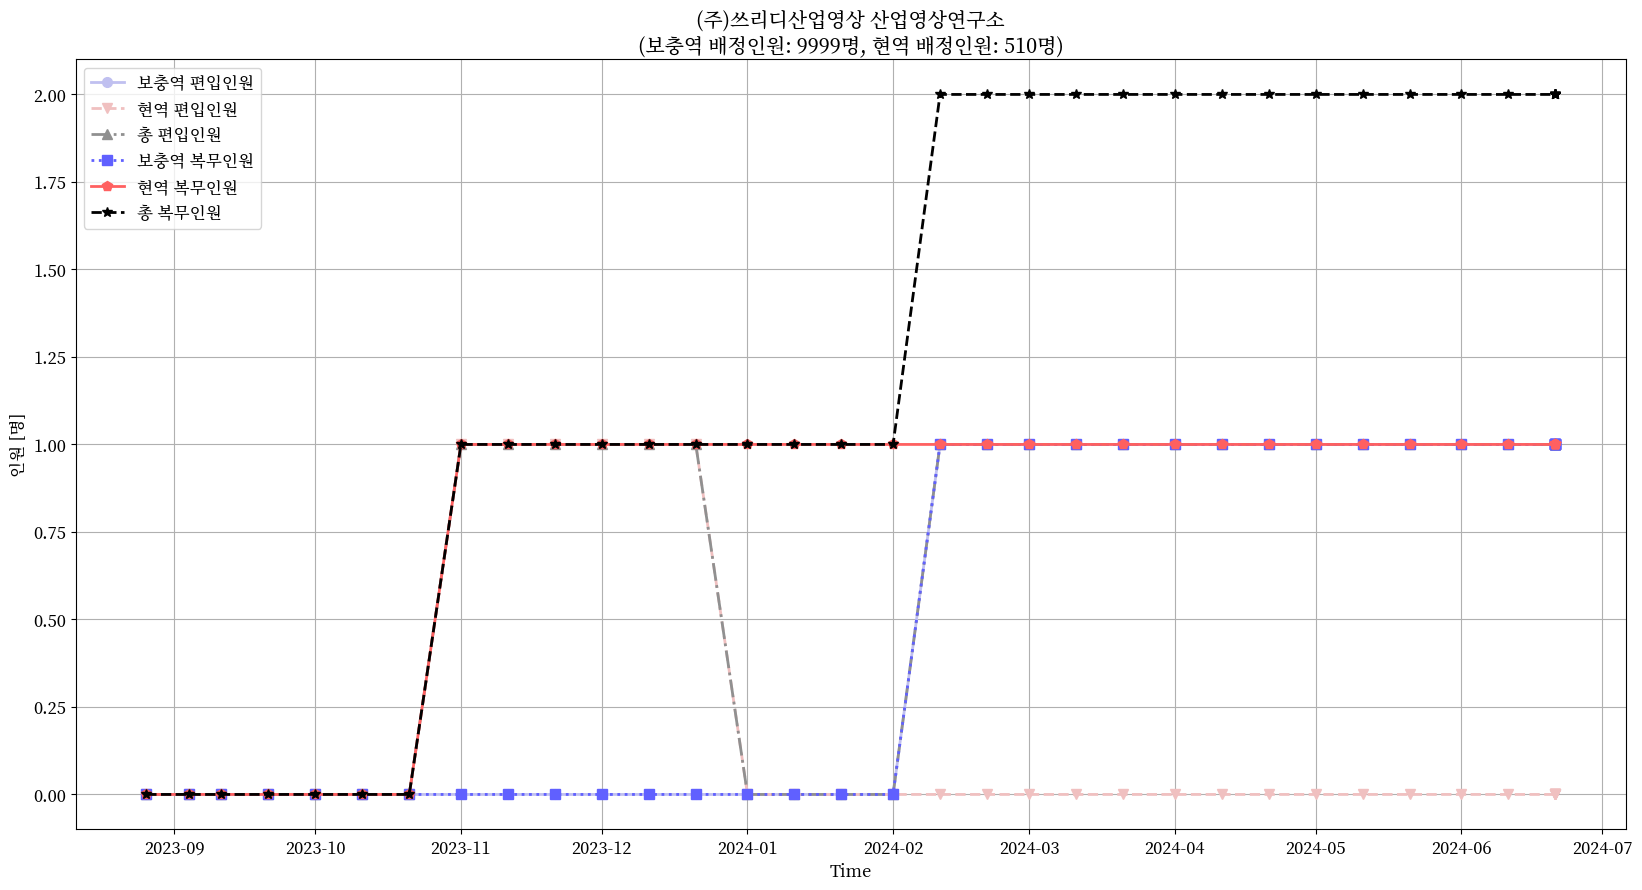 (주)쓰리디산업영상 산업영상연구소
(보충역 배정인원: 9999명, 현역 배정인원: 510명)
보충역 편입인원
현역 편입인원
총 편입인원
보충역 복무인원
현역 복무인원
총 복무인원
2.00
1.75
1.50
1.25
1.00
0.75
0.50
0.25
0.00
인원 [명]
2023-09 2023-10 2023-11 2023-12 2024-01 2024-02 2024-03 2024-04 2024-05 2024-06 2024-07
Time